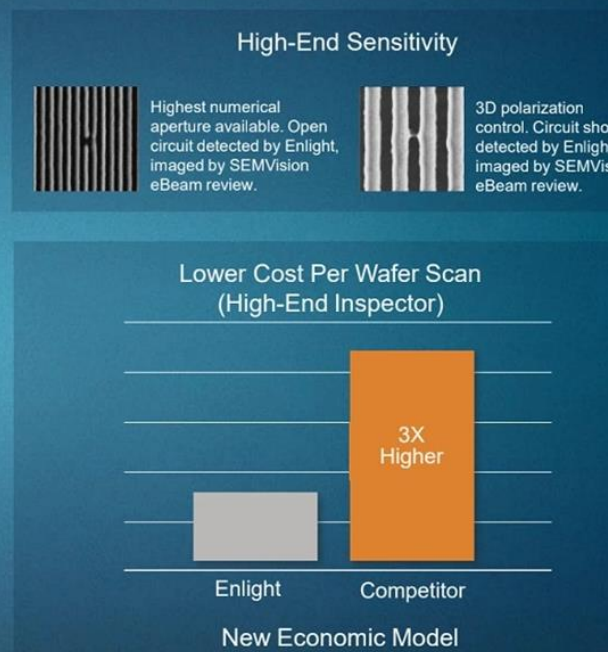 High-End Sensitivity
Highest numerical
aperture available. Open
circuit detected by Enlight,
imaged by SEMVision
eBeam review.
3D polarization
control. Circuit
detected by
imaged by
eBeam review.
Lower Cost Per Wafer Scan
(High-End Inspector)
3X
Higher
Enlight
Competitor
New Economic Model